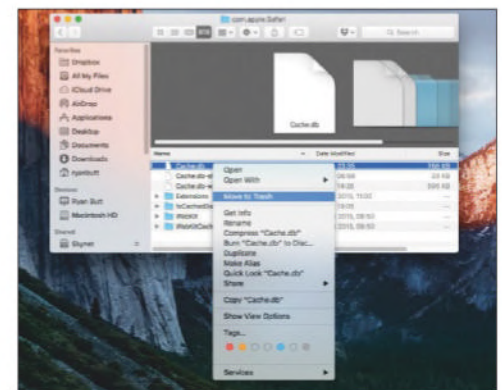 com.apple.Safari
Search
Favorites
Dropbox
All My Files
iCloud Drive
AirDrop
Applications
Desktop
Documents
Downloads
ryanbutt
Devices
Ryan Butt
Macintosh HD
Shared
Skynet
Cache.db
Name
Date Modified
Size
Cache.db
Cache.db-
Cache.db-
Extensions
Open
Open With
Move to Trash
Get Info
Rename
Compress "Cache.db"
Burn "Cache.db" to Disc...
Duplicate
Make Alias
Quick Look "Cache.db"
Share
Copy "Cache.db"
Show View Options
Tags...
Services